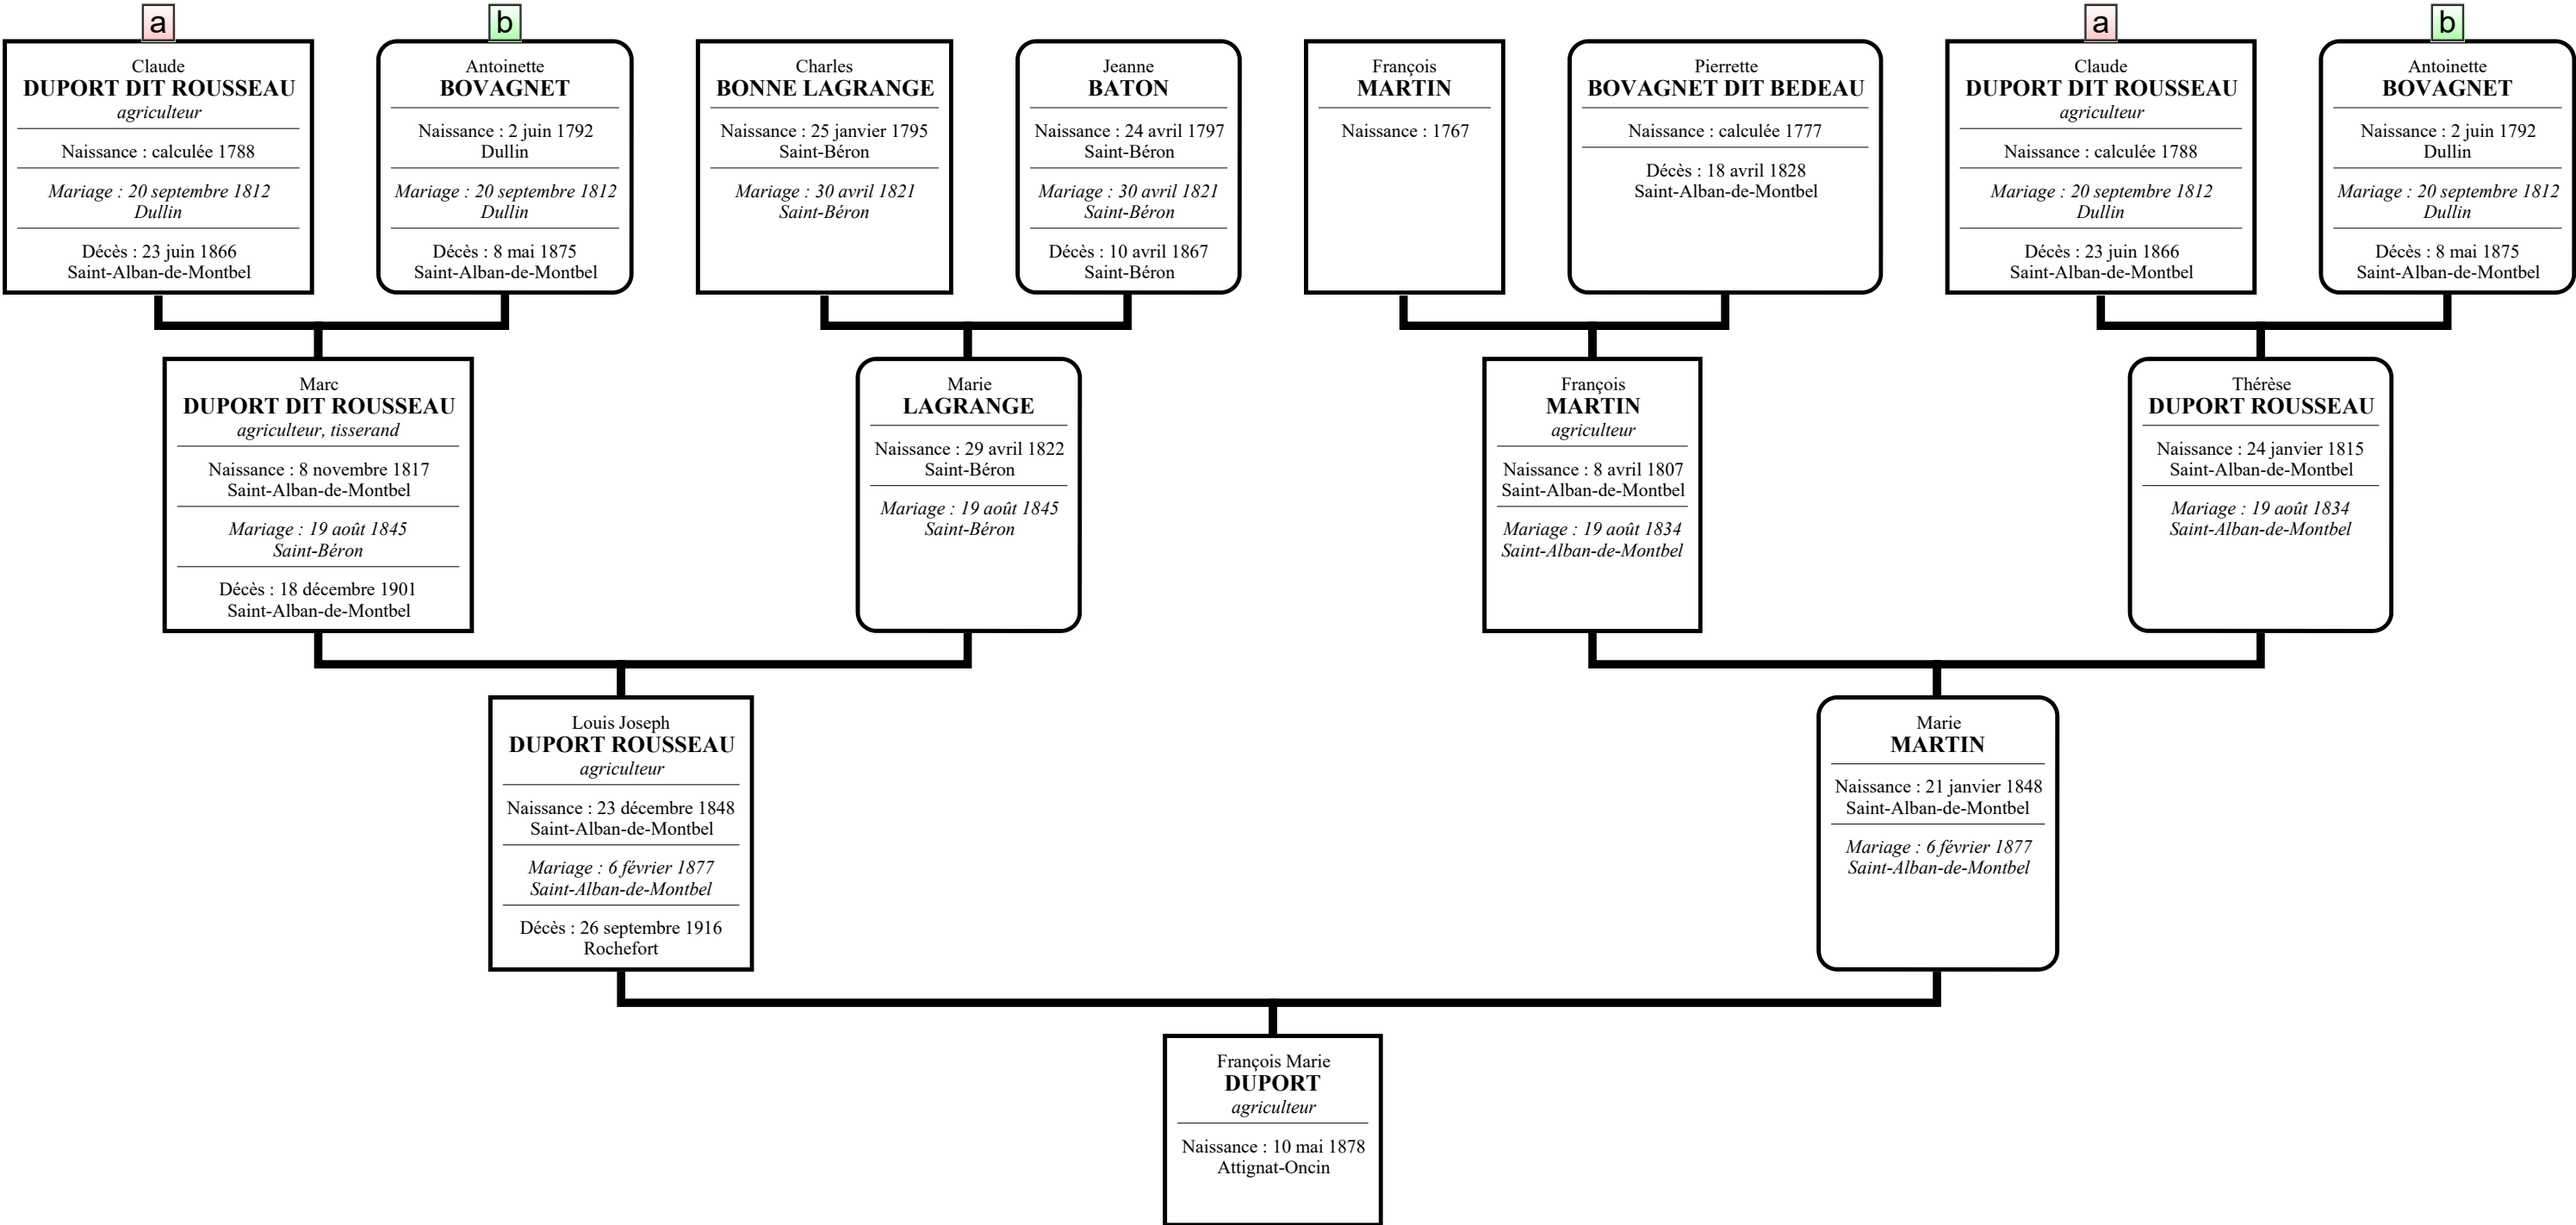 a
Claude
DUPORT DIT ROUSSEAU
agriculteur
Naissance : calculée 1788
Mariage : 20 septembre 1812
Dullin
Décès : 23 juin 1866
Saint-Alban-de-Montbel
b
Antoinette
BOVAGNET
Naissance : 2 juin 1792
Dullin
Mariage : 20 septembre 1812
Dullin
Décès : 8 mai 1875
Saint-Alban-de-Montbel
Charles
BONNE LAGRANGE
Naissance : 25 janvier 1795
Saint-Béron
Mariage : 30 avril 1821
Saint-Béron
Jeanne
BATON
Naissance : 24 avril 1797
Saint-Béron
Mariage : 30 avril 1821
Saint-Béron
Décès : 10 avril 1867
Saint-Béron
François
MARTIN
Naissance : 1767
Pierrette
BOVAGNET DIT BEDEAU
Naissance : calculée 1777
Décès : 18 avril 1828
Saint-Alban-de-Montbel
a
Claude
DUPORT DIT ROUSSEAU
agriculteur
Naissance : calculée 1788
Mariage : 20 septembre 1812
Dullin
Décès : 23 juin 1866
Saint-Alban-de-Montbel
b
Antoinette
BOVAGNET
Naissance : 2 juin 1792
Dullin
Mariage : 20 septembre 1812
Dullin
Décès : 8 mai 1875
Saint-Alban-de-Montbel
Marc
DUPORT DIT ROUSSEAU
agriculteur, tisserand
Naissance : 8 novembre 1817
Saint-Alban-de-Montbel
Mariage : 19 août 1845
Saint-Béron
Décès : 18 décembre 1901
Saint-Alban-de-Montbel
Marie
LAGRANGE
Naissance : 29 avril 1822
Saint-Béron
Mariage : 19 août 1845
Saint-Béron
François
MARTIN
agriculteur
Naissance : 8 avril 1807
Saint-Alban-de-Montbel
Mariage : 19 août 1834
Saint-Alban-de-Montbel
Thérèse
DUPORT ROUSSEAU
Naissance : 24 janvier 1815
Saint-Alban-de-Montbel
Mariage : 19 août 1834
Saint-Alban-de-Montbel
Louis Joseph
DUPORT ROUSSEAU
agriculteur
Naissance : 23 décembre 1848
Saint-Alban-de-Montbel
Mariage : 6 février 1877
Saint-Alban-de-Montbel
Décès : 26 septembre 1916
Rochefort
Marie
MARTIN
Naissance : 21 janvier 1848
Saint-Alban-de-Montbel
Mariage : 6 février 1877
Saint-Alban-de-Montbel
François Marie
DUPORT
agriculteur
Naissance : 10 mai 1878
Attignat-Oncin